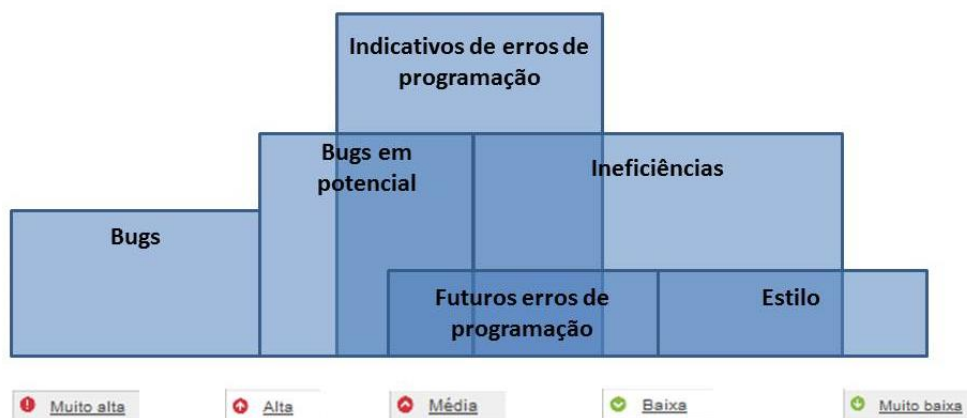 Indicativos de erros de
programação
Bugs em
potencial
Ineficiências
Bugs
Futuros erros de
programação
Estilo
Muito alta
Alta
Média
Baixa
Muito baixa